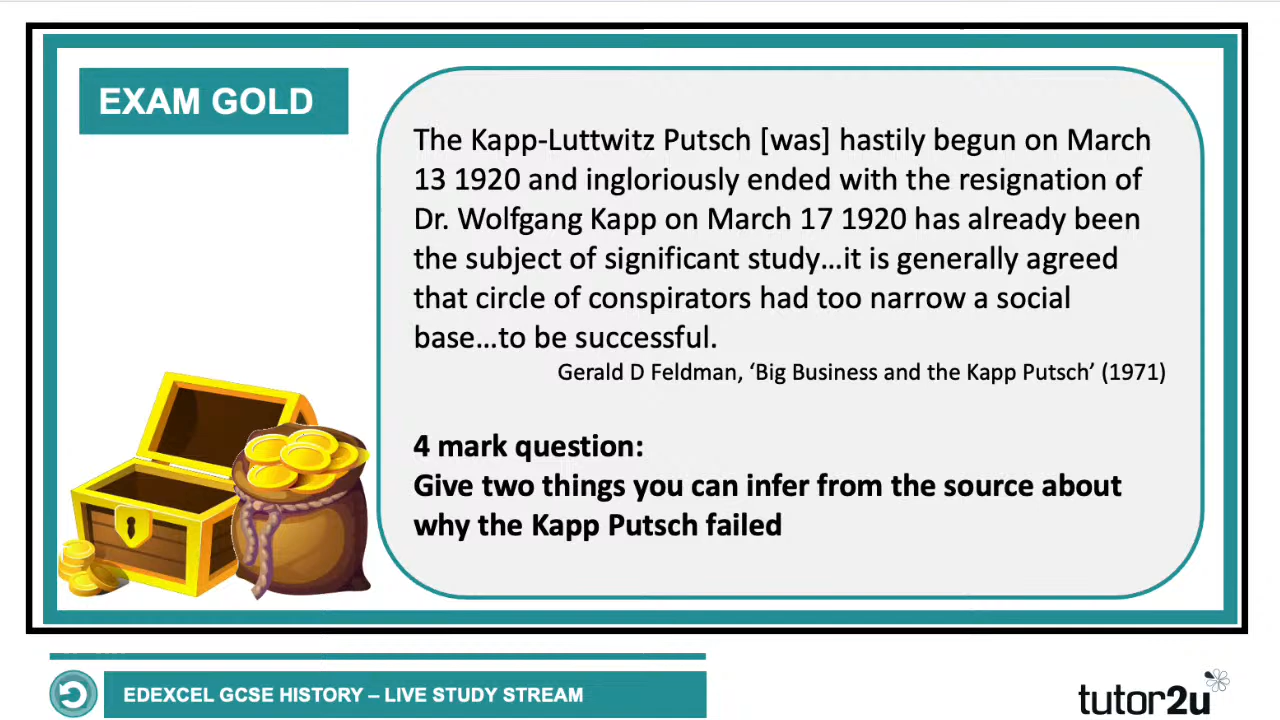 EXAM GOLD
The Kapp-Luttwitz Putsch [was] hastily begun on March
13 1920 and ingloriously ended with the resignation of
Dr. Wolfgang Kapp on March 17 1920 has already been
the subject of significant study…it is generally agreed
that circle of conspirators had too narrow a social
base…to be successful.
Gerald D Feldman, ‘Big Business and the Kapp Putsch’ (1971)
4 mark question:
Give two things you can infer from the source about
why the Kapp Putsch failed
EDEXCEL GCSE HISTORY – LIVE STUDY STREAM
tutor2u